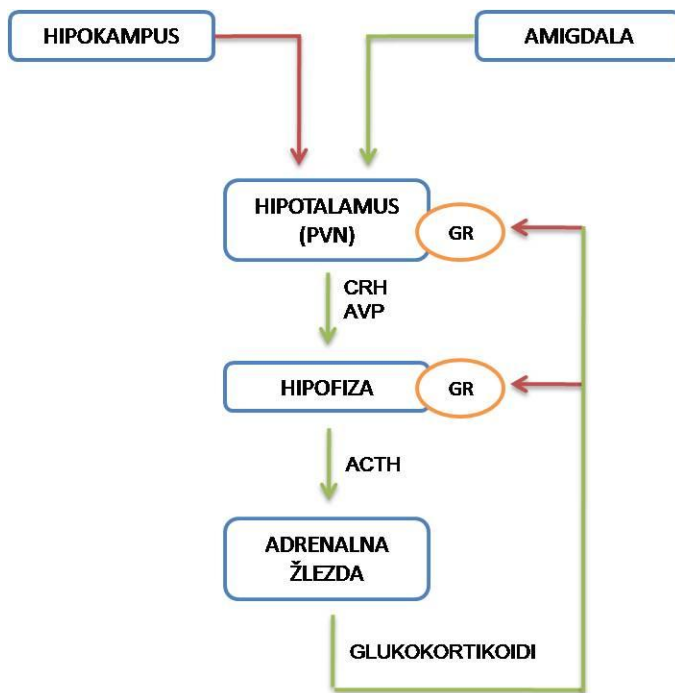 HIPOKAMPUS
AMIGDALA
HIPOTALAMUS
(PVN)
GR
CRH
AVP
HIPOFIZA
GR
ACTH
ADRENALNA
ŽLEZDA
GLUKOKORTIKOIDI